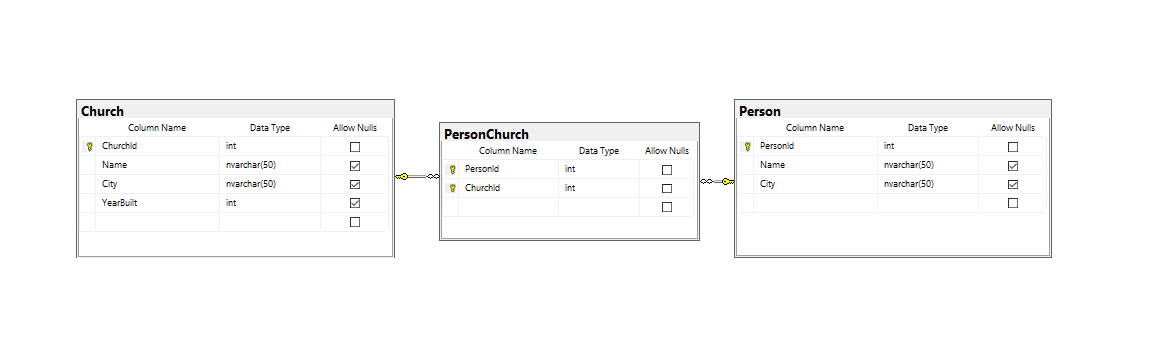 Church
Column Name Data Type Allow Nulls
ChurchId int
Name nvarchar(50)
City nvarchar(50)
YearBuilt int
PersonChurch
Column Name Data Type Allow Nulls
PersonId int
ChurchId int
Person
Column Name Data Type Allow Nulls
PersonId int
Name nvarchar(50)
City nvarchar(50)